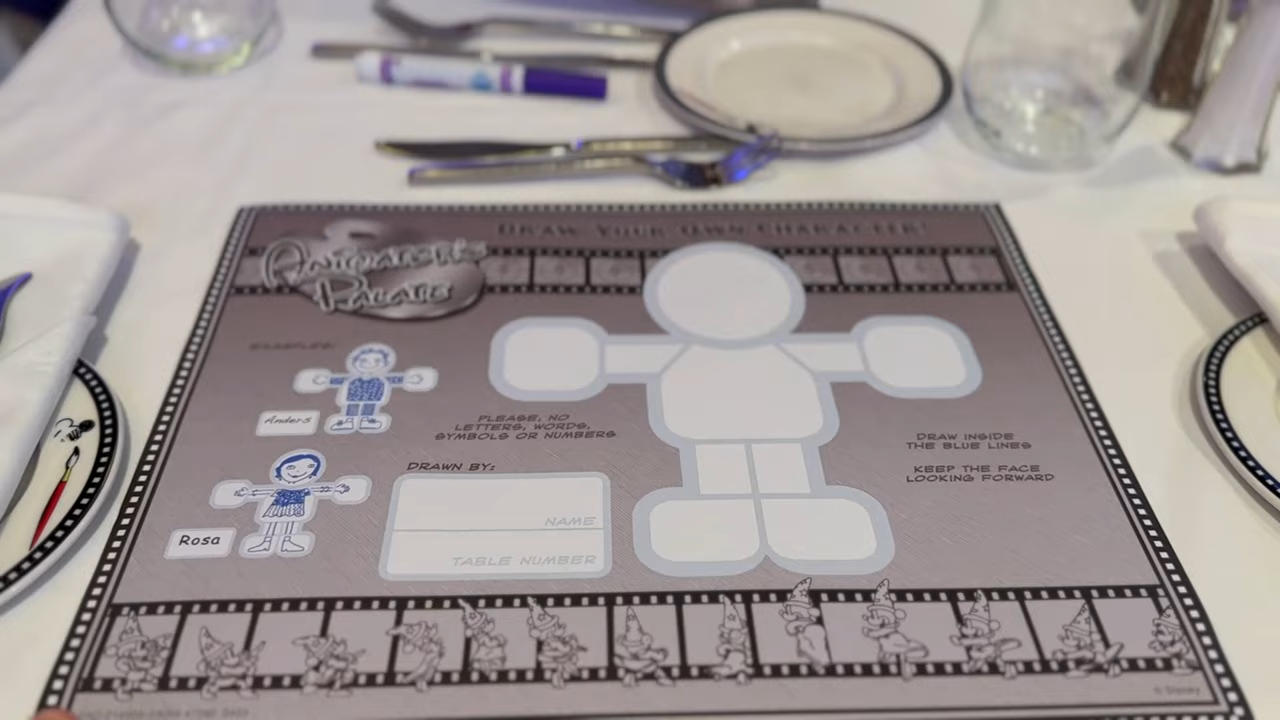 DRAW YOUR OWN CHARACTER!
ANIMATOR'S
PALATE
EXAMPLES:
Anders
PLEASE, NO
LETTERS, WORDS,
SYMBOLS OR NUMBERS
DRAW INSIDE
THE BLUE LINES
KEEP THE FACE
LOOKING FORWARD
DRAWN BY:
NAME
Rosa
TABLE NUMBER
© Disney